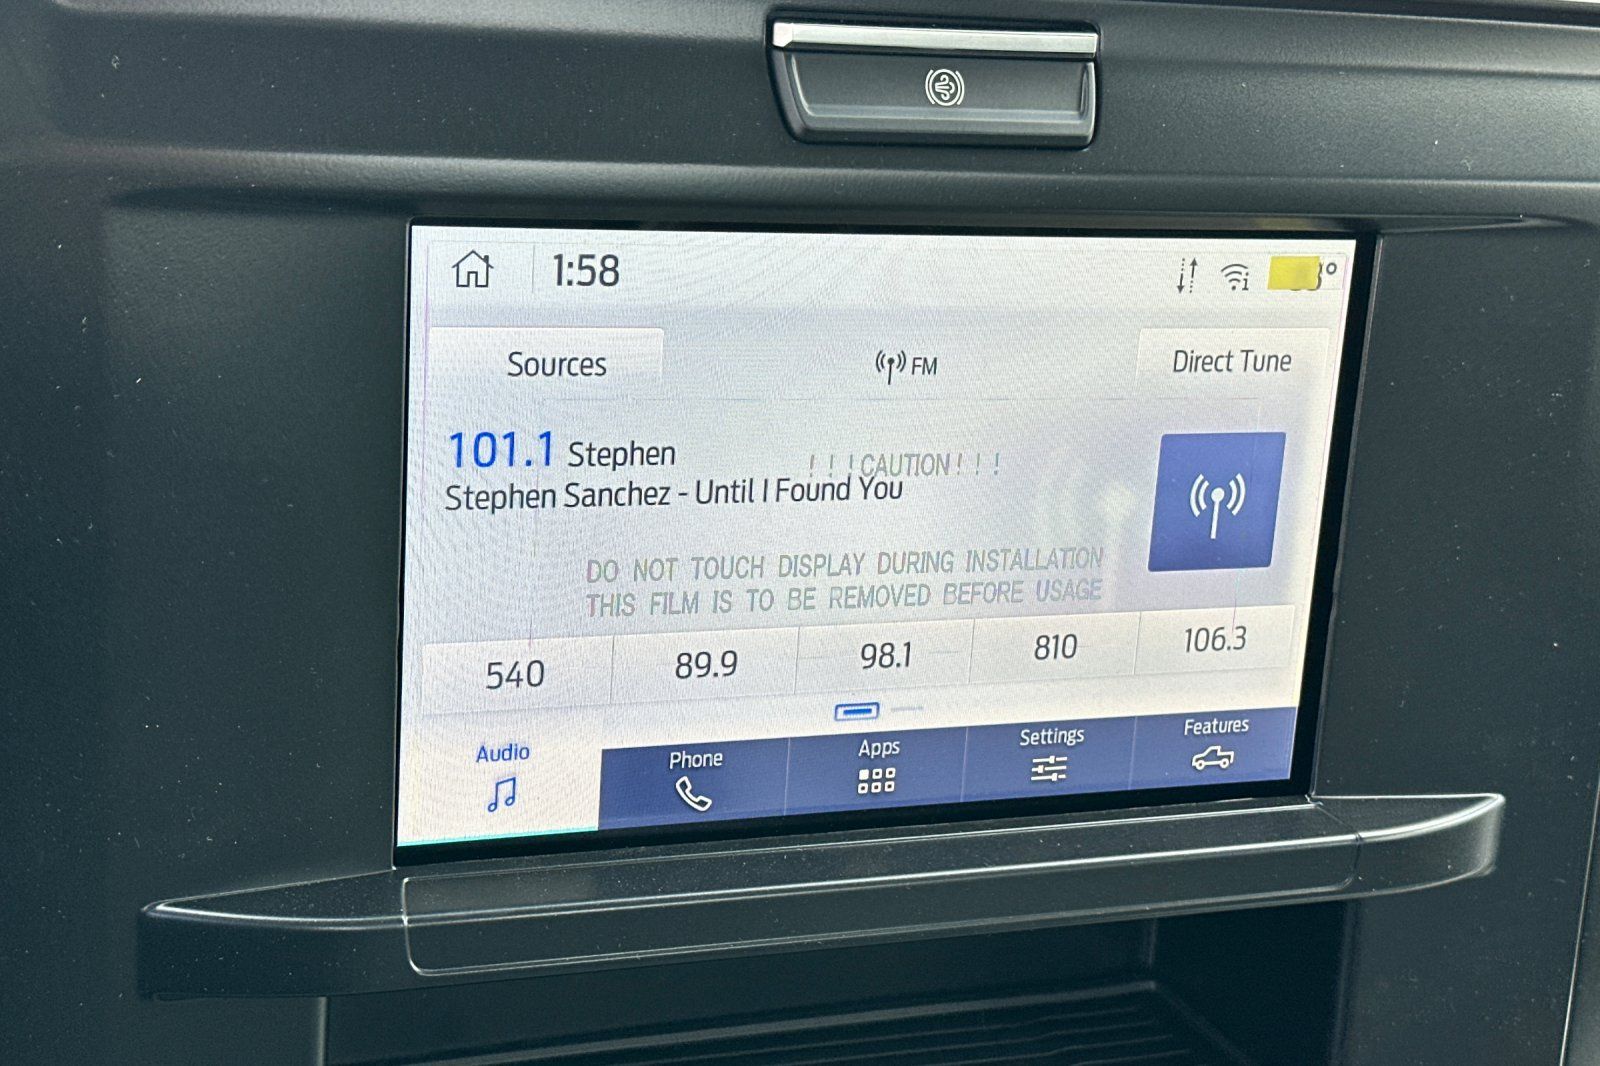 1:58
Sources
FM
Direct Tune
101.1 Stephen
! ! ! CAUTION! ! !
Stephen Sanchez - Until I Found You
DO NOT TOUCH DISPLAY DURING INSTALLATION
THIS FILM IS TO BE REMOVED BEFORE USAGE
540 89.9 98.1 810 106.3
Audio Phone Apps Settings Features